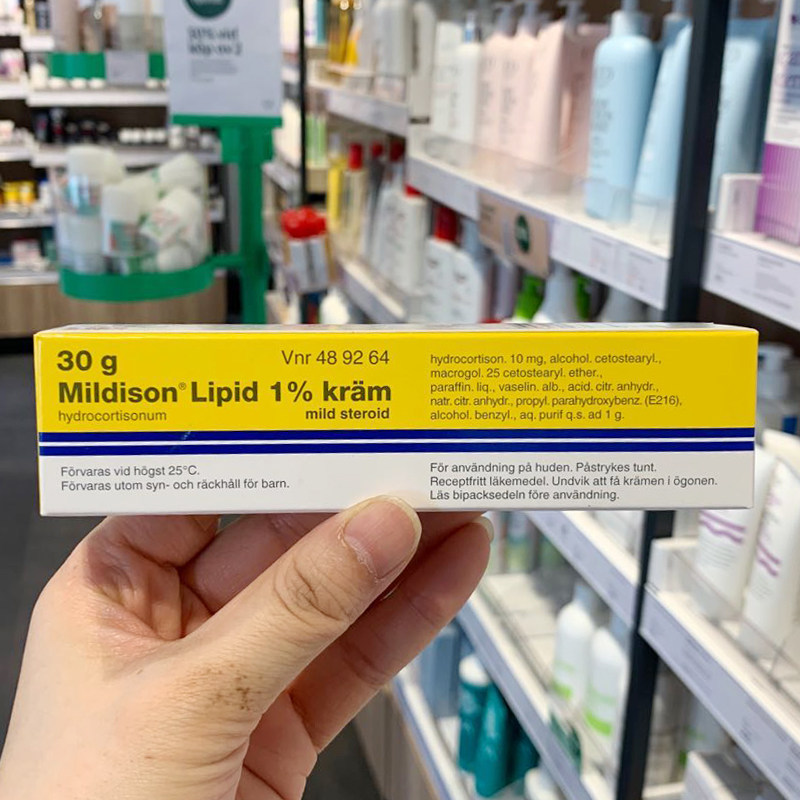 30 g
Vnr 48 92 64
Mildison® Lipid 1% kräm
hydrocortisonum
mild steroid
hydrocortison. 10 mg, alcohol. cetostearyl.,
macrogol. 25 cetostearyl. ether.,
paraffin. liq., vaselin. alb., acid. citr. anhydr.,
natr. citr. anhydr., propyl. parahydroxybenz. (E216),
alcohol. benzyl., aq. purif q.s. ad 1 g.
Förvaras vid högst 25°C.
Förvaras utom syn- och räckhåll för barn.
För användning på huden. Påstrykes tunt.
Receptfritt läkemedel. Undvik att få krämen i ögonen.
Läs bipacksedeln före användning.